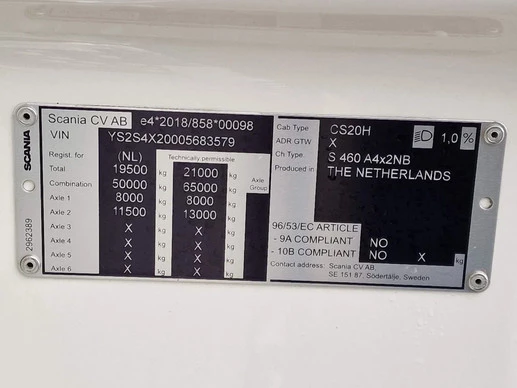 SCANIA
2962389
Scania CV AB e4*2018/858*00098
VIN YS2S4X20005683579
Regist. for (NL) Technically permissible
Total 19500 kg 21000 kg
Combination 50000 kg 65000 kg Axle Group
Axle 1 8000 kg 8000 kg
Axle 2 11500 kg 13000 kg
Axle 3 X kg X kg
Axle 4 X kg X kg
Axle 5 X kg X kg
Axle 6 X kg X kg
Cab Type CS20H 1,0 %
ADR GTW X
Ch Type S 460 A4x2NB
Produced in THE NETHERLANDS
96/53/EC ARTICLE
- 9A COMPLIANT NO
- 10B COMPLIANT NO X kg
Contact address: Scania CV AB,
SE 151 87, Södertälje, Sweden